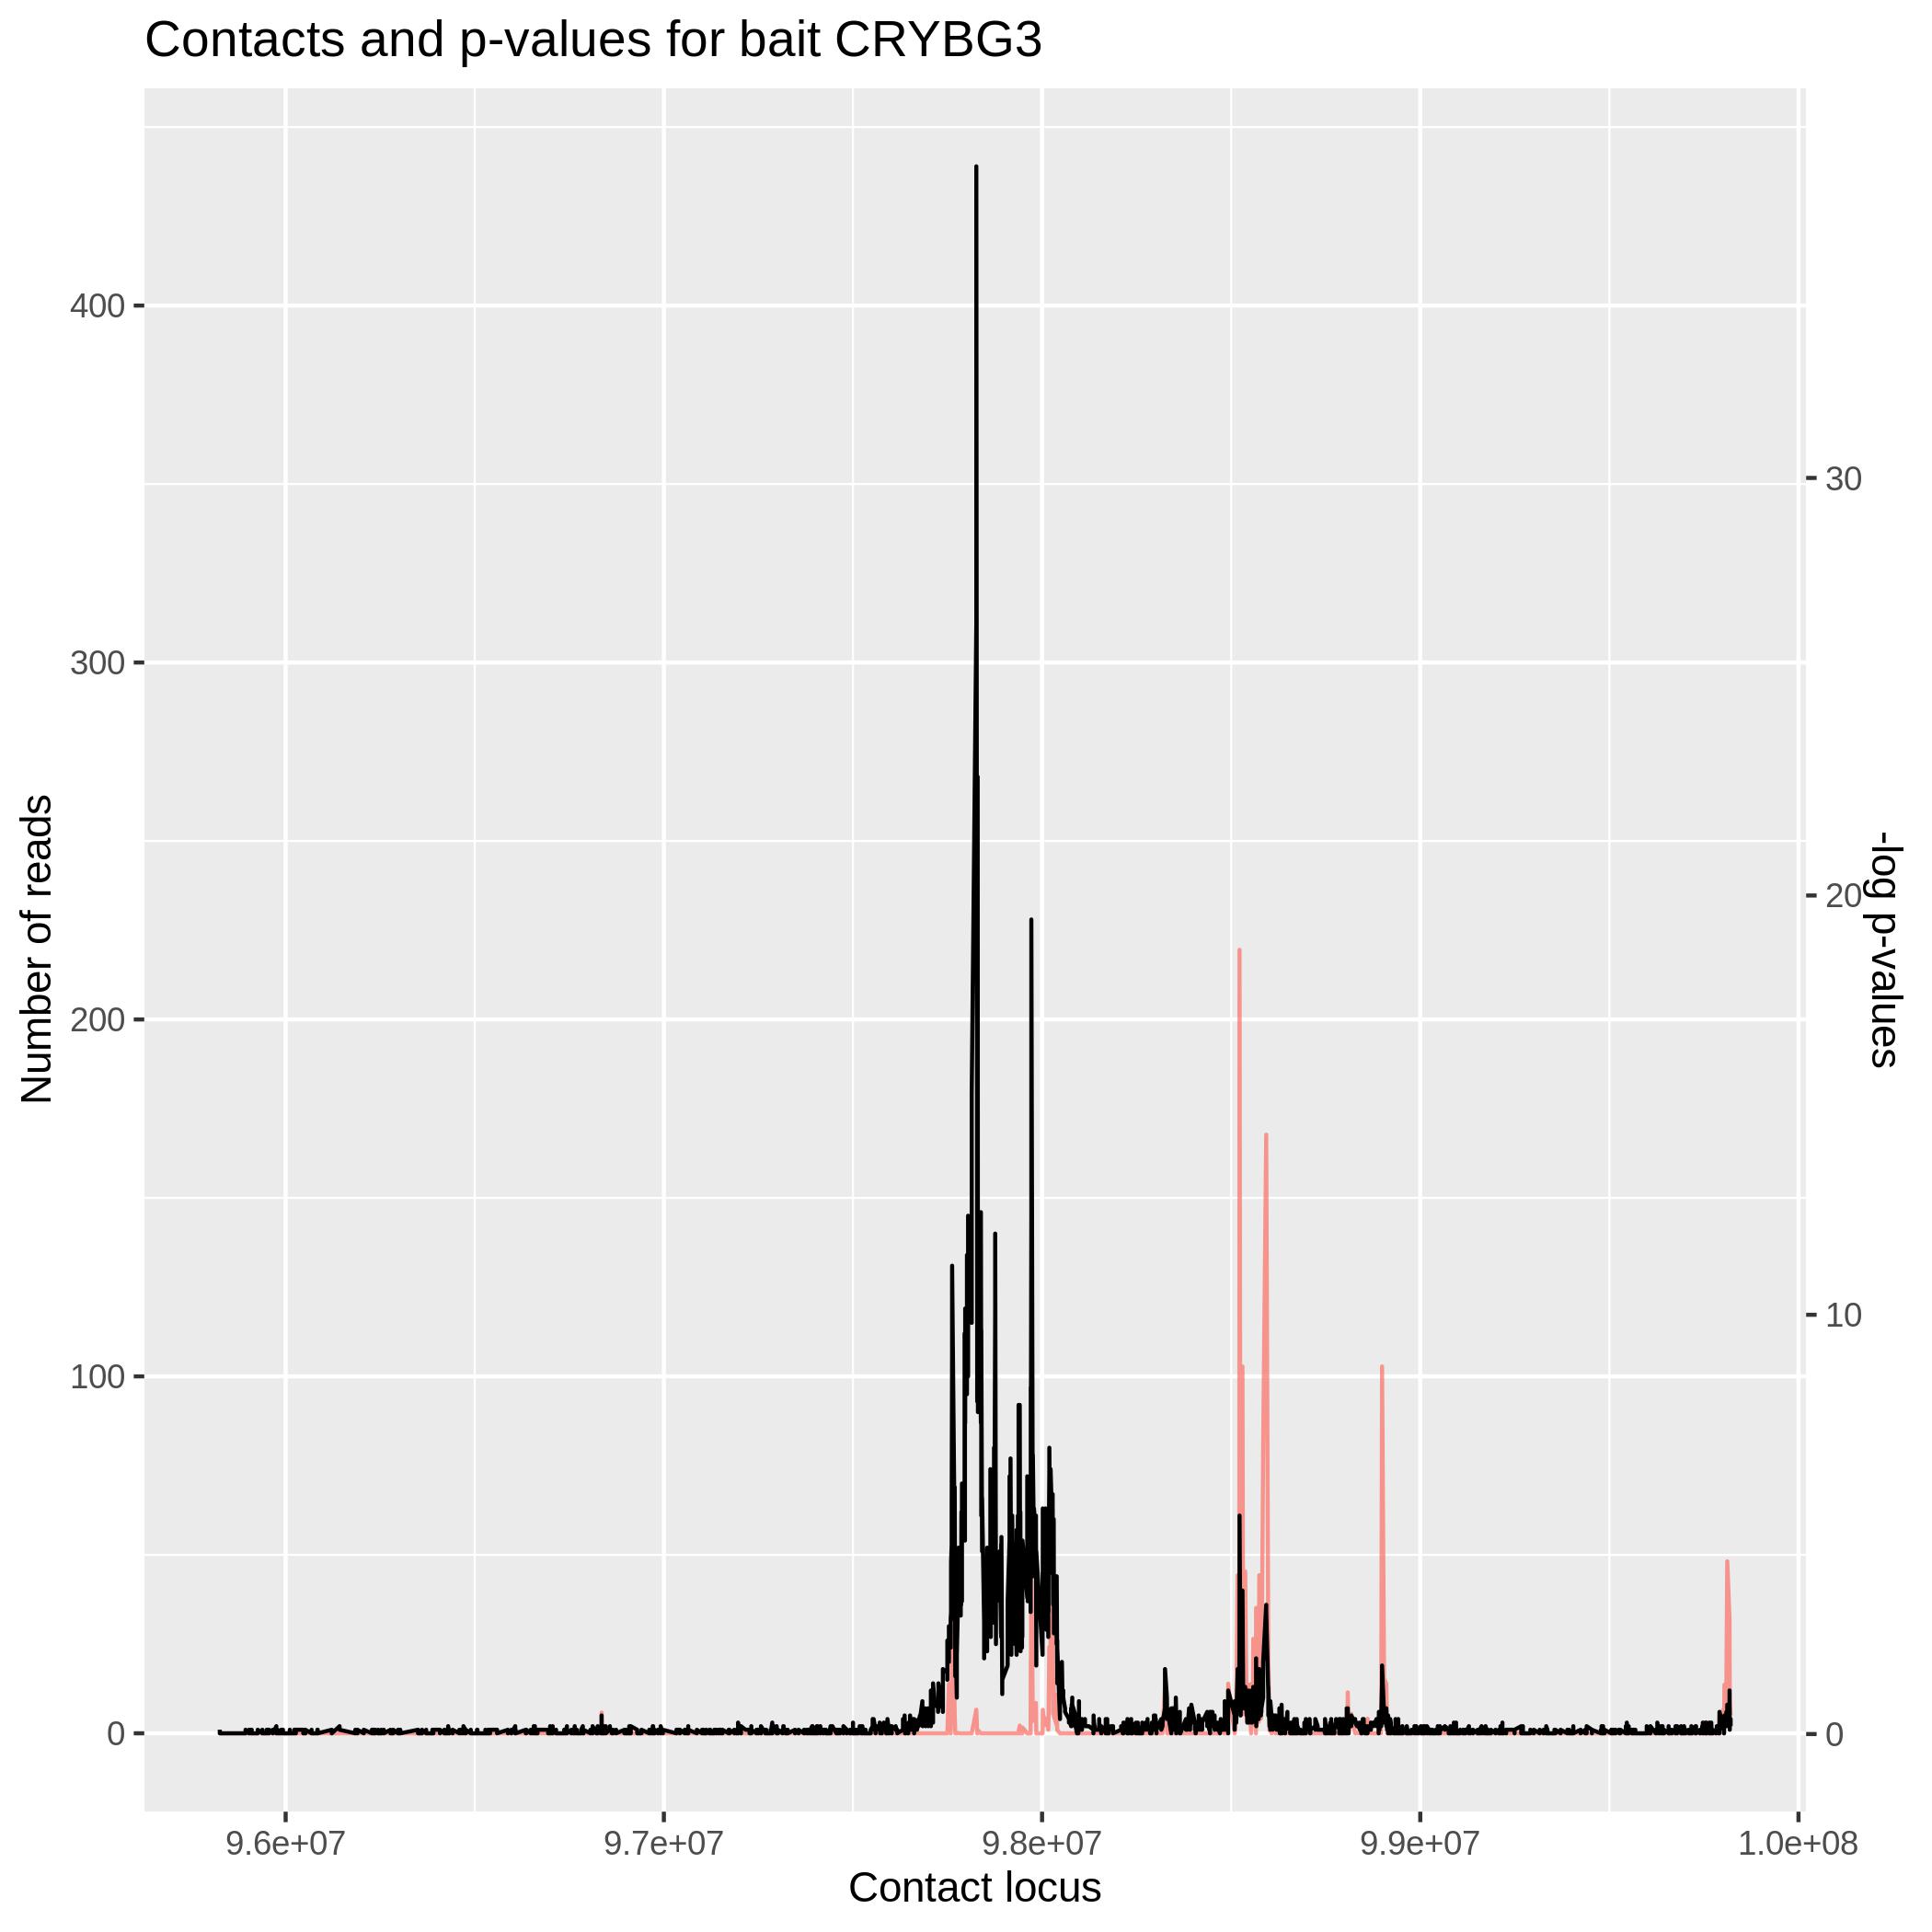 Contacts and p-values for bait CRYBG3
Number of reads
400
300
200
100
0
30
20
10
0
-log p-values
9.6e+07
9.7e+07
9.8e+07
9.9e+07
1.0e+08
Contact locus